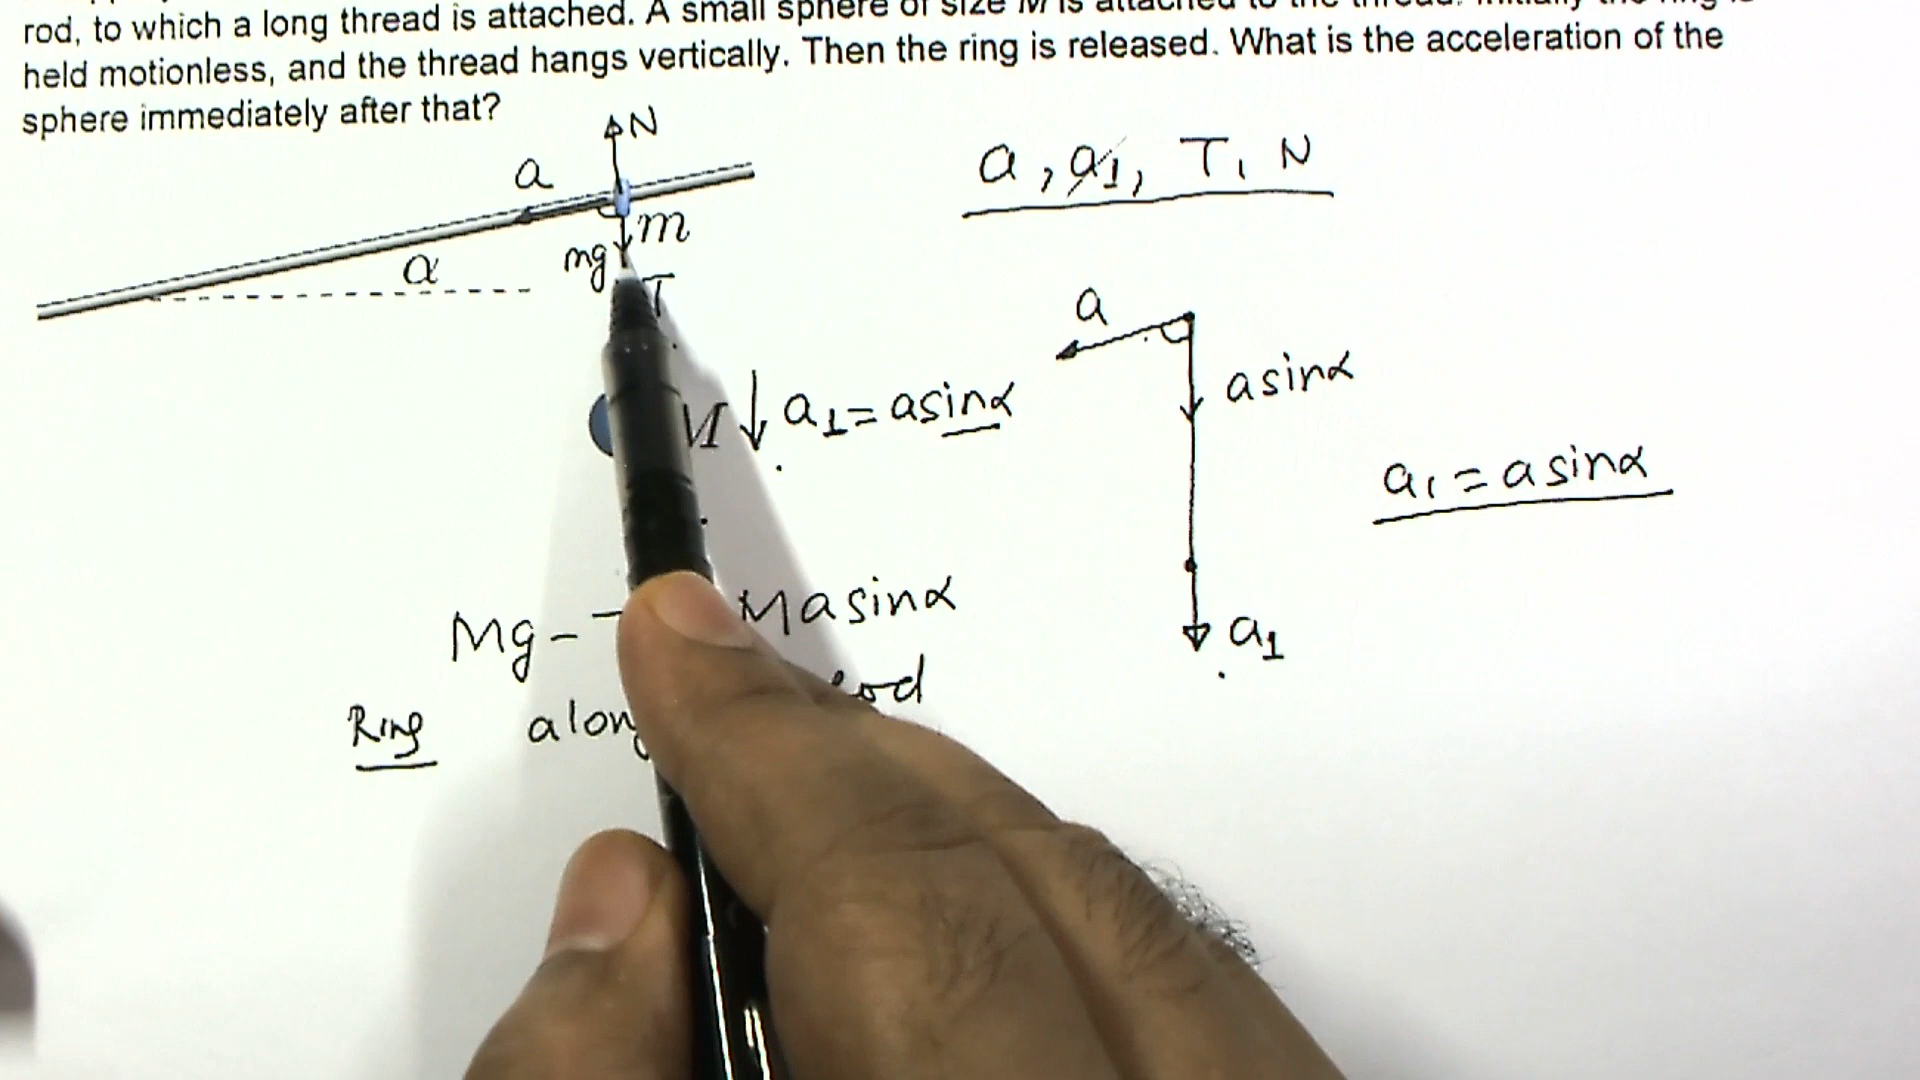 rod, to which a long thread is attached. A small sphere of size M is attached to the thread. Initially the ring is
held motionless, and the thread hangs vertically. Then the ring is released. What is the acceleration of the
sphere immediately after that?
N
a
a, a1, T, N
m
mg
α
T
a
a sinα
M
a1 = a sinα
a1 = a sinα
Mg - M a sinα
a1
Ring